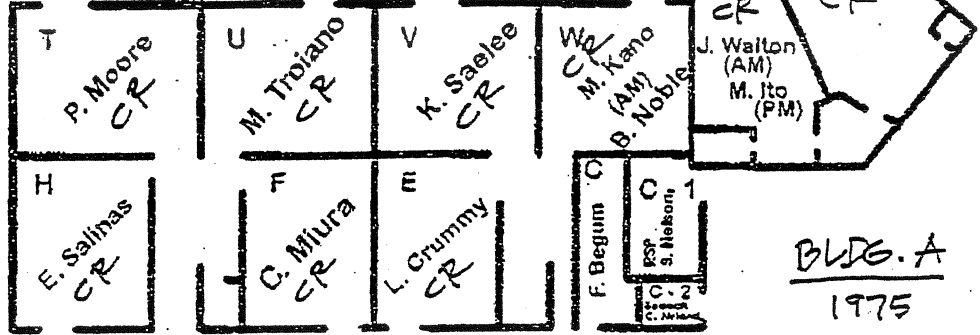 T
P. Moore
CR
U
M. Troiano
CR
V
K. Saelee
CR
W
CR
M. Kano
(AM)
B. Noble
CR
CR
J. Walton
(AM)
M. Ito
(PM)
H
E. Salinas
CR
F
C. Miura
CR
E
L. Crummy
CR
C
F. Begum
C 1
RSP
B. Nelson
C - 2
BLDG. A
1975